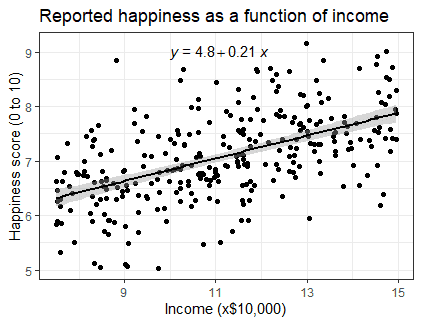 Reported happiness as a function of income
y = 4.8+0.21 x
Happiness score (0 to 10)
9
8
7
6
5
9
11
13
15
Income (x$10,000)